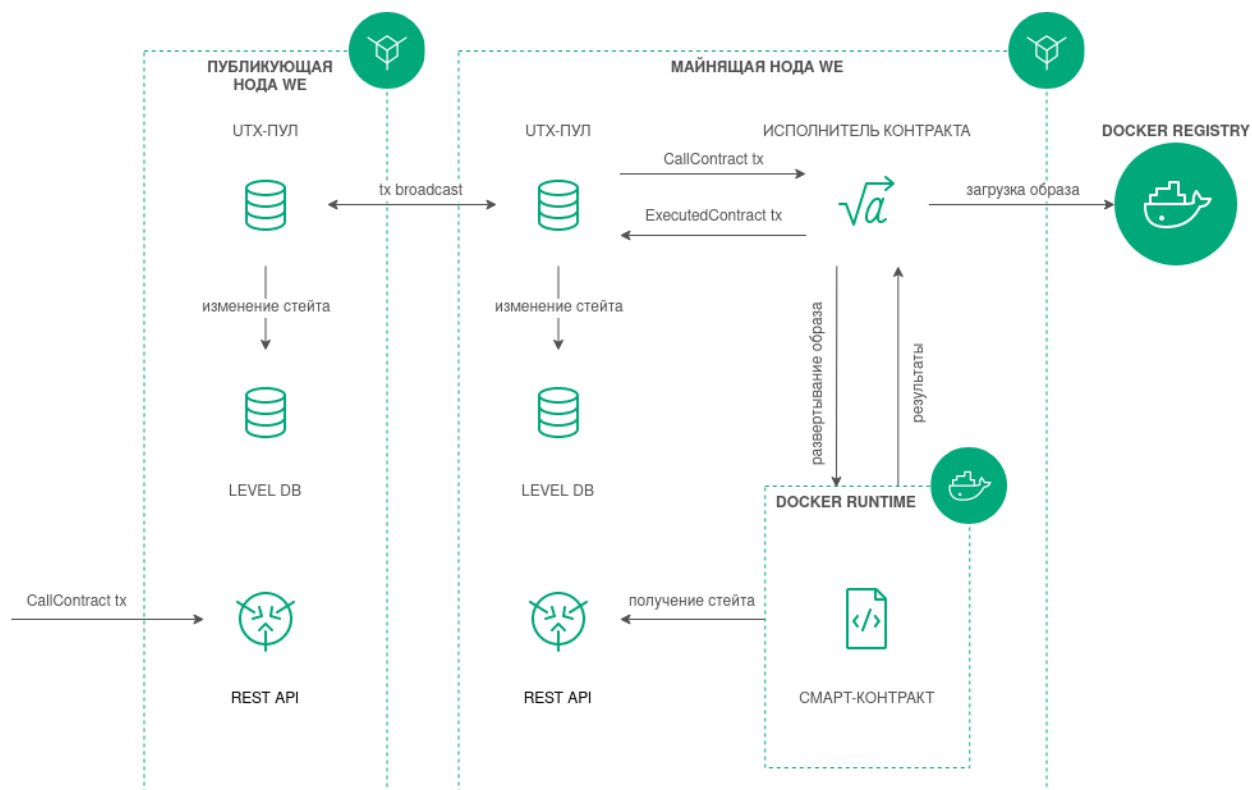 ПУБЛИКУЮЩАЯ
НОДА WE
МАЙНЯЩАЯ НОДА WE
UTX-ПУЛ
UTX-ПУЛ
ИСПОЛНИТЕЛЬ КОНТРАКТА
DOCKER REGISTRY
CallContract tx
tx broadcast
загрузка образа
ExecutedContract tx
изменение стейта
изменение стейта
развертывание образа
результаты
LEVEL DB
LEVEL DB
DOCKER RUNTIME
CallContract tx
получение стейта
</>
REST API
REST API
СМАРТ-КОНТРАКТ